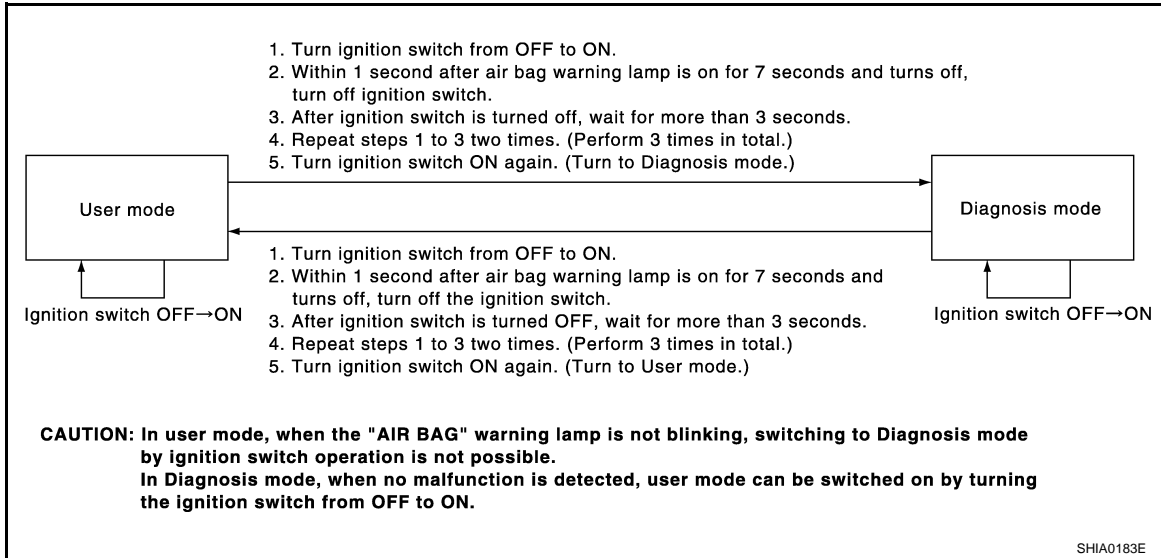 1. Turn ignition switch from OFF to ON.
2. Within 1 second after air bag warning lamp is on for 7 seconds and turns off,
turn off ignition switch.
3. After ignition switch is turned off, wait for more than 3 seconds.
4. Repeat steps 1 to 3 two times. (Perform 3 times in total.)
5. Turn ignition switch ON again. (Turn to Diagnosis mode.)
User mode
Diagnosis mode
1. Turn ignition switch from OFF to ON.
2. Within 1 second after air bag warning lamp is on for 7 seconds and
turns off, turn off the ignition switch.
3. After ignition switch is turned OFF, wait for more than 3 seconds.
4. Repeat steps 1 to 3 two times. (Perform 3 times in total.)
5. Turn ignition switch ON again. (Turn to User mode.)
Ignition switch OFF→ON
Ignition switch OFF→ON
CAUTION: In user mode, when the "AIR BAG" warning lamp is not blinking, switching to Diagnosis mode
by ignition switch operation is not possible.
In Diagnosis mode, when no malfunction is detected, user mode can be switched on by turning
the ignition switch from OFF to ON.
SHIA0183E